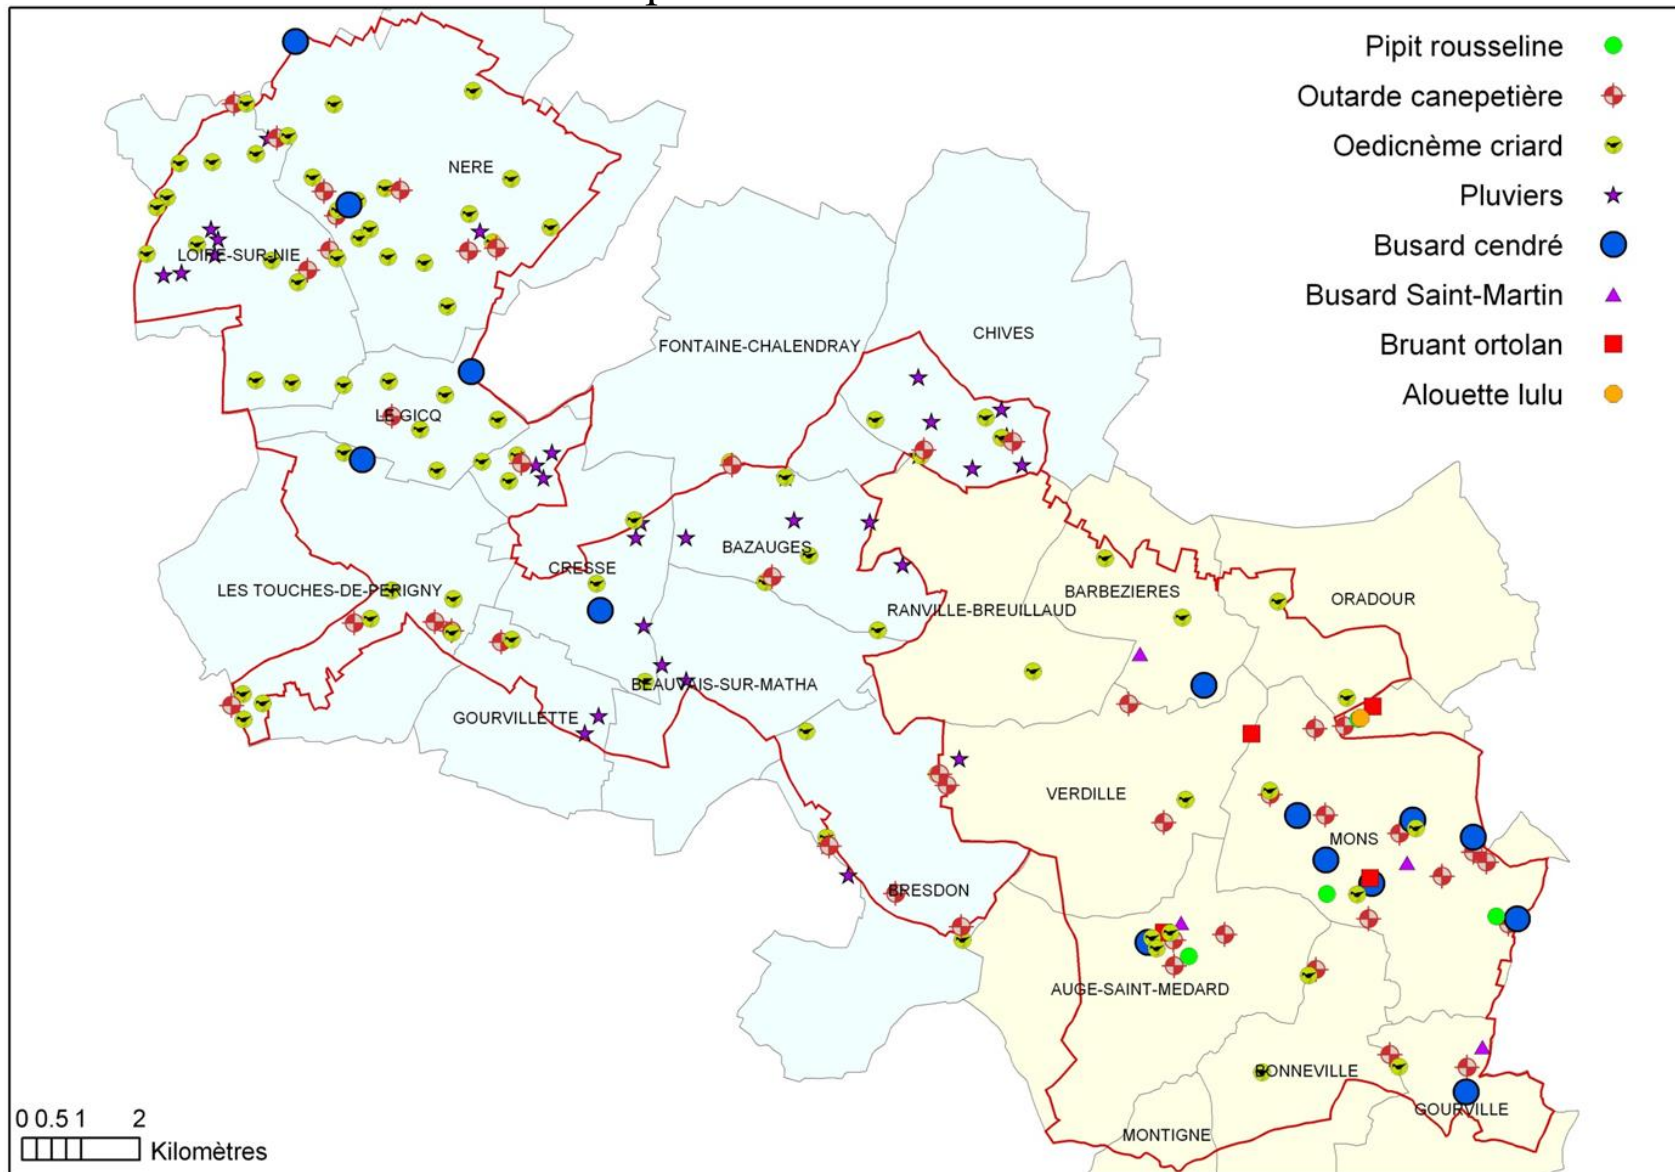 Pipit rousseline
Outarde canepetière
Oedicnème criard
Pluviers
Busard cendré
Busard Saint-Martin
Bruant ortolan
Alouette lulu
NERE
LOIRE-SUR-NIE
CHIVES
FONTAINE-CHALENDRAY
LE GICQ
BAZAUGES
CRESSE
LES TOUCHES-DE-PERIGNY
BARBEZIERES
ORADOUR
RANVILLE-BREUILLAUD
BEAUVAIS-SUR-MATHA
GOURVILLETTE
VERDILLE
MONS
BRESDON
AUGE-SAINT-MEDARD
BONNEVILLE
GOURVILLE
MONTIGNE
0 0.5 1 2
Kilomètres